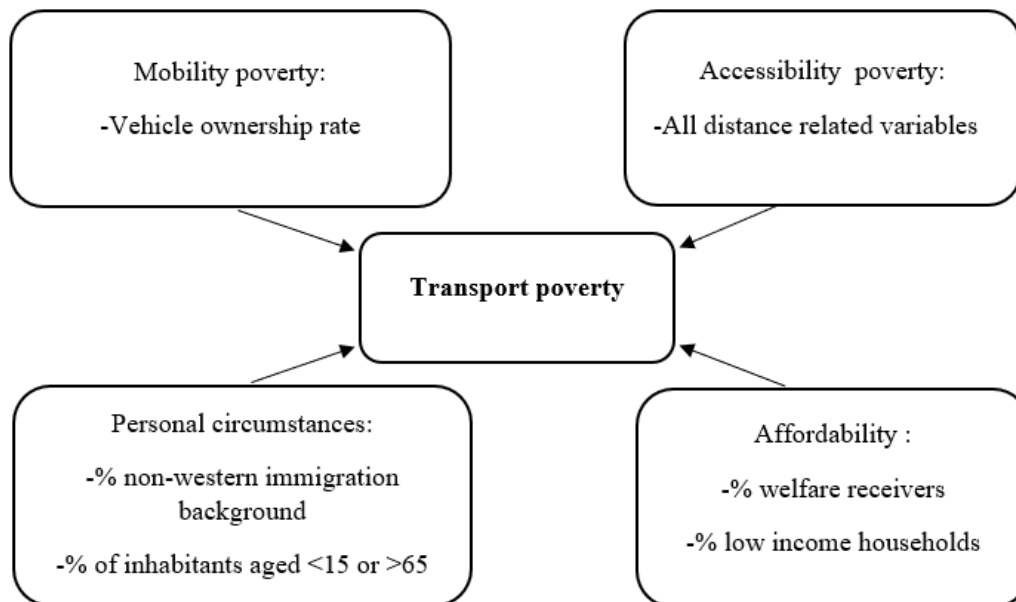 Mobility poverty:
-Vehicle ownership rate
Accessibility  poverty:
-All distance related variables
Transport poverty
Personal circumstances:
-% non-western immigration
background
-% of inhabitants aged <15 or >65
Affordability :
-% welfare receivers
-% low income households